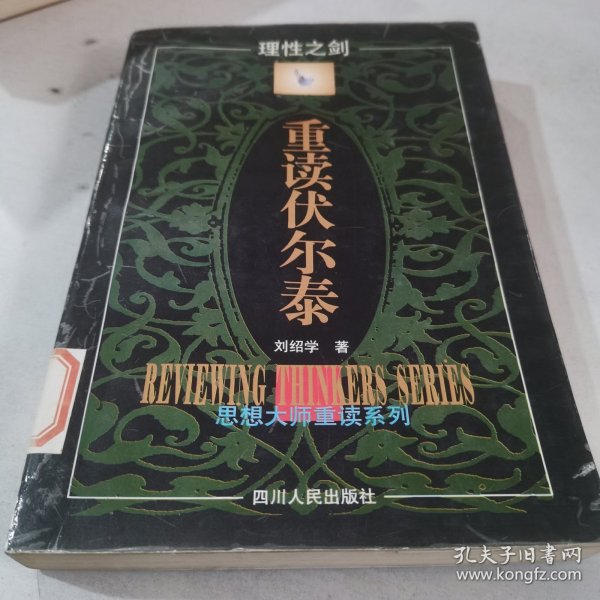 理性之剑
重读伏尔泰
刘绍学 著
REVIEWING THINKERS SERIES
思想大师重读系列
四川人民出版社
孔夫子旧书网
www.kongfz.com